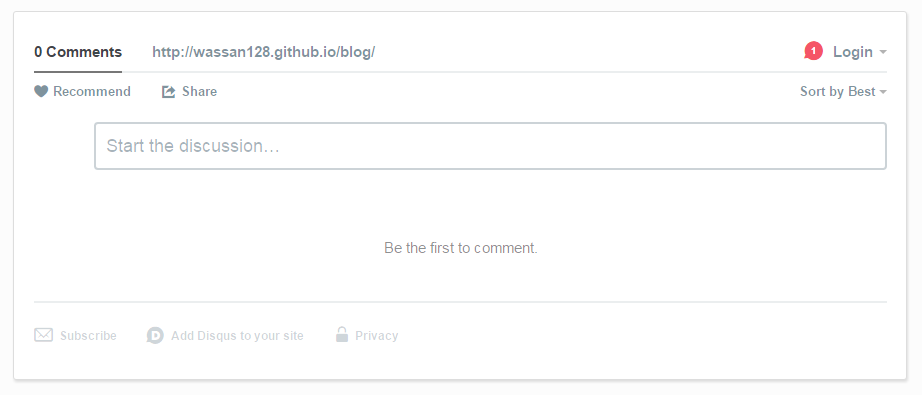 0 Comments http://wassan128.github.io/blog/ 1 Login
Recommend Share Sort by Best
Start the discussion…
Be the first to comment.
Subscribe D Add Disqus to your site Privacy